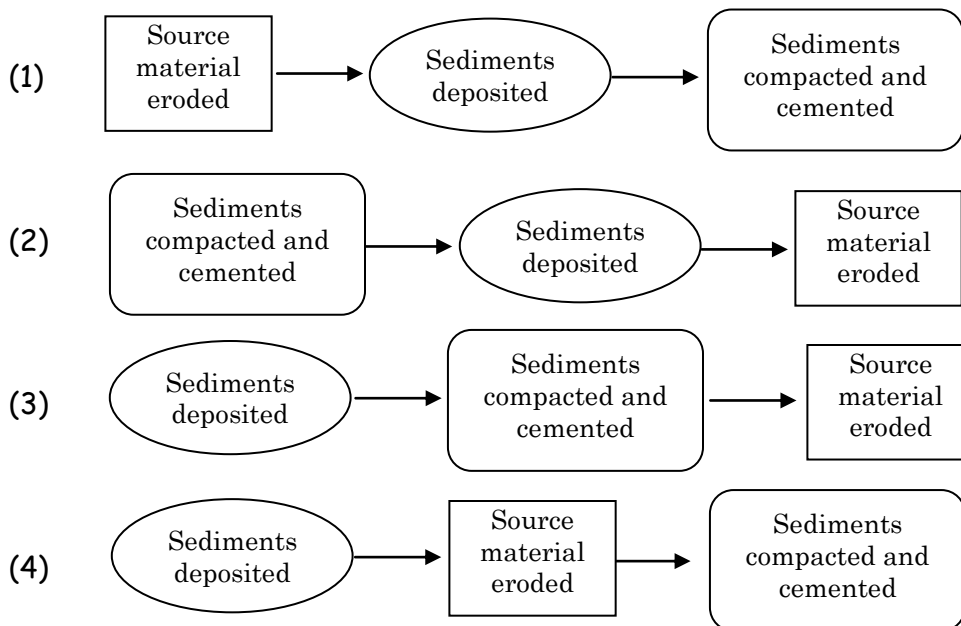 (1)
Source
material
eroded
Sediments
deposited
Sediments
compacted and
cemented
(2)
Sediments
compacted and
cemented
Sediments
deposited
Source
material
eroded
(3)
Sediments
deposited
Sediments
compacted and
cemented
Source
material
eroded
(4)
Sediments
deposited
Source
material
eroded
Sediments
compacted and
cemented